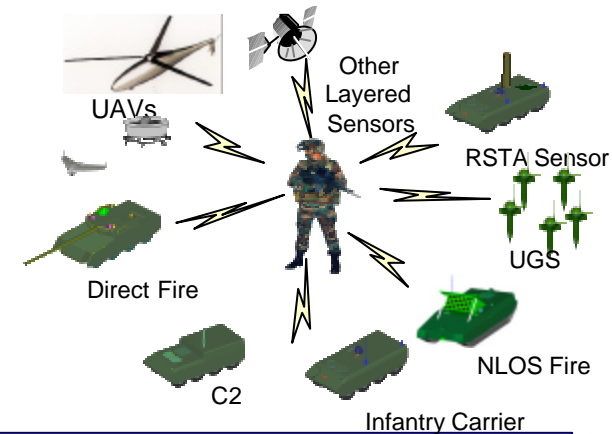 Other
Layered
Sensors
UAVs
RSTA Sensor
UGS
Direct Fire
NLOS Fire
C2
Infantry Carrier